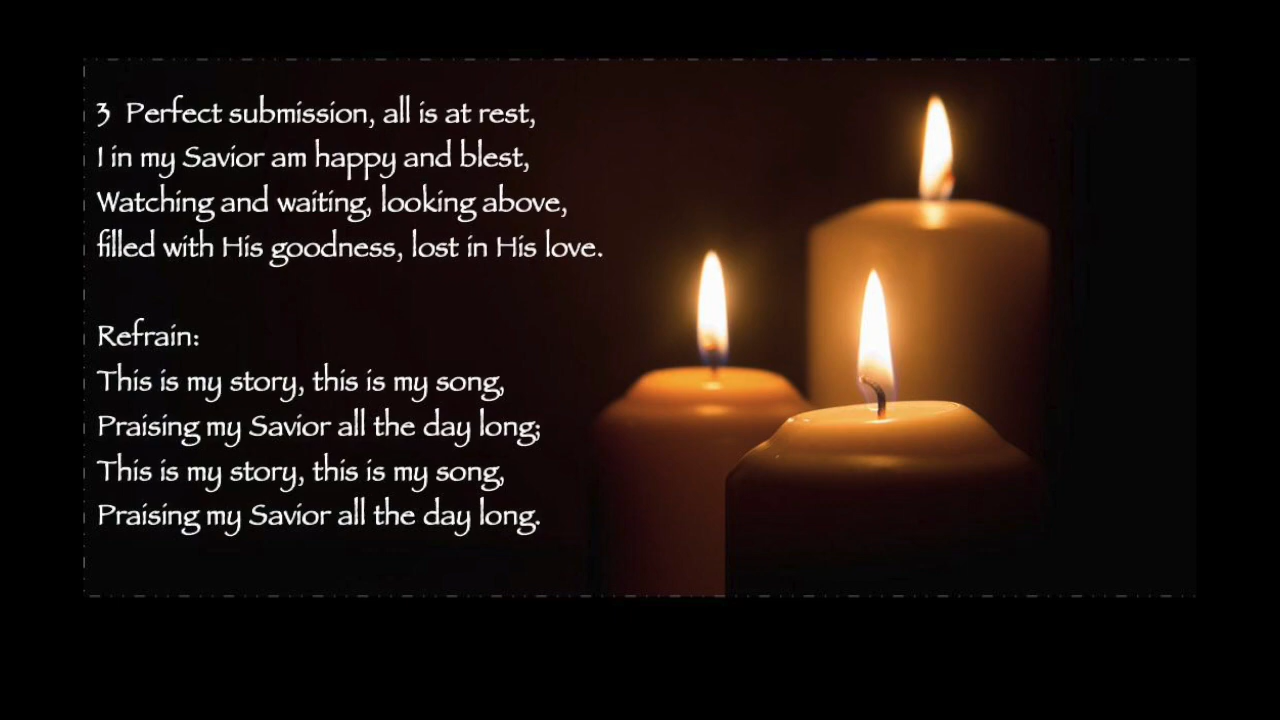 3 Perfect submission, all is at rest,
I in my Savior am happy and blest,
Watching and waiting, looking above,
filled with His goodness, lost in His love.
Refrain:
This is my story, this is my song,
Praising my Savior all the day long;
This is my story, this is my song,
Praising my Savior all the day long.